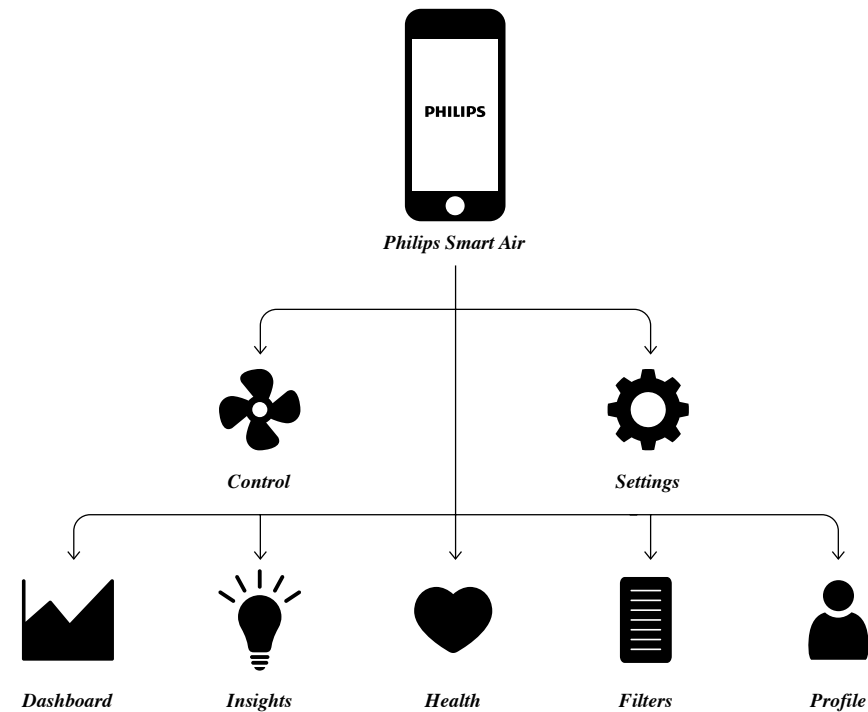 PHILIPS
Philips Smart Air
Control
Settings
Dashboard
Insights
Health
Filters
Profile